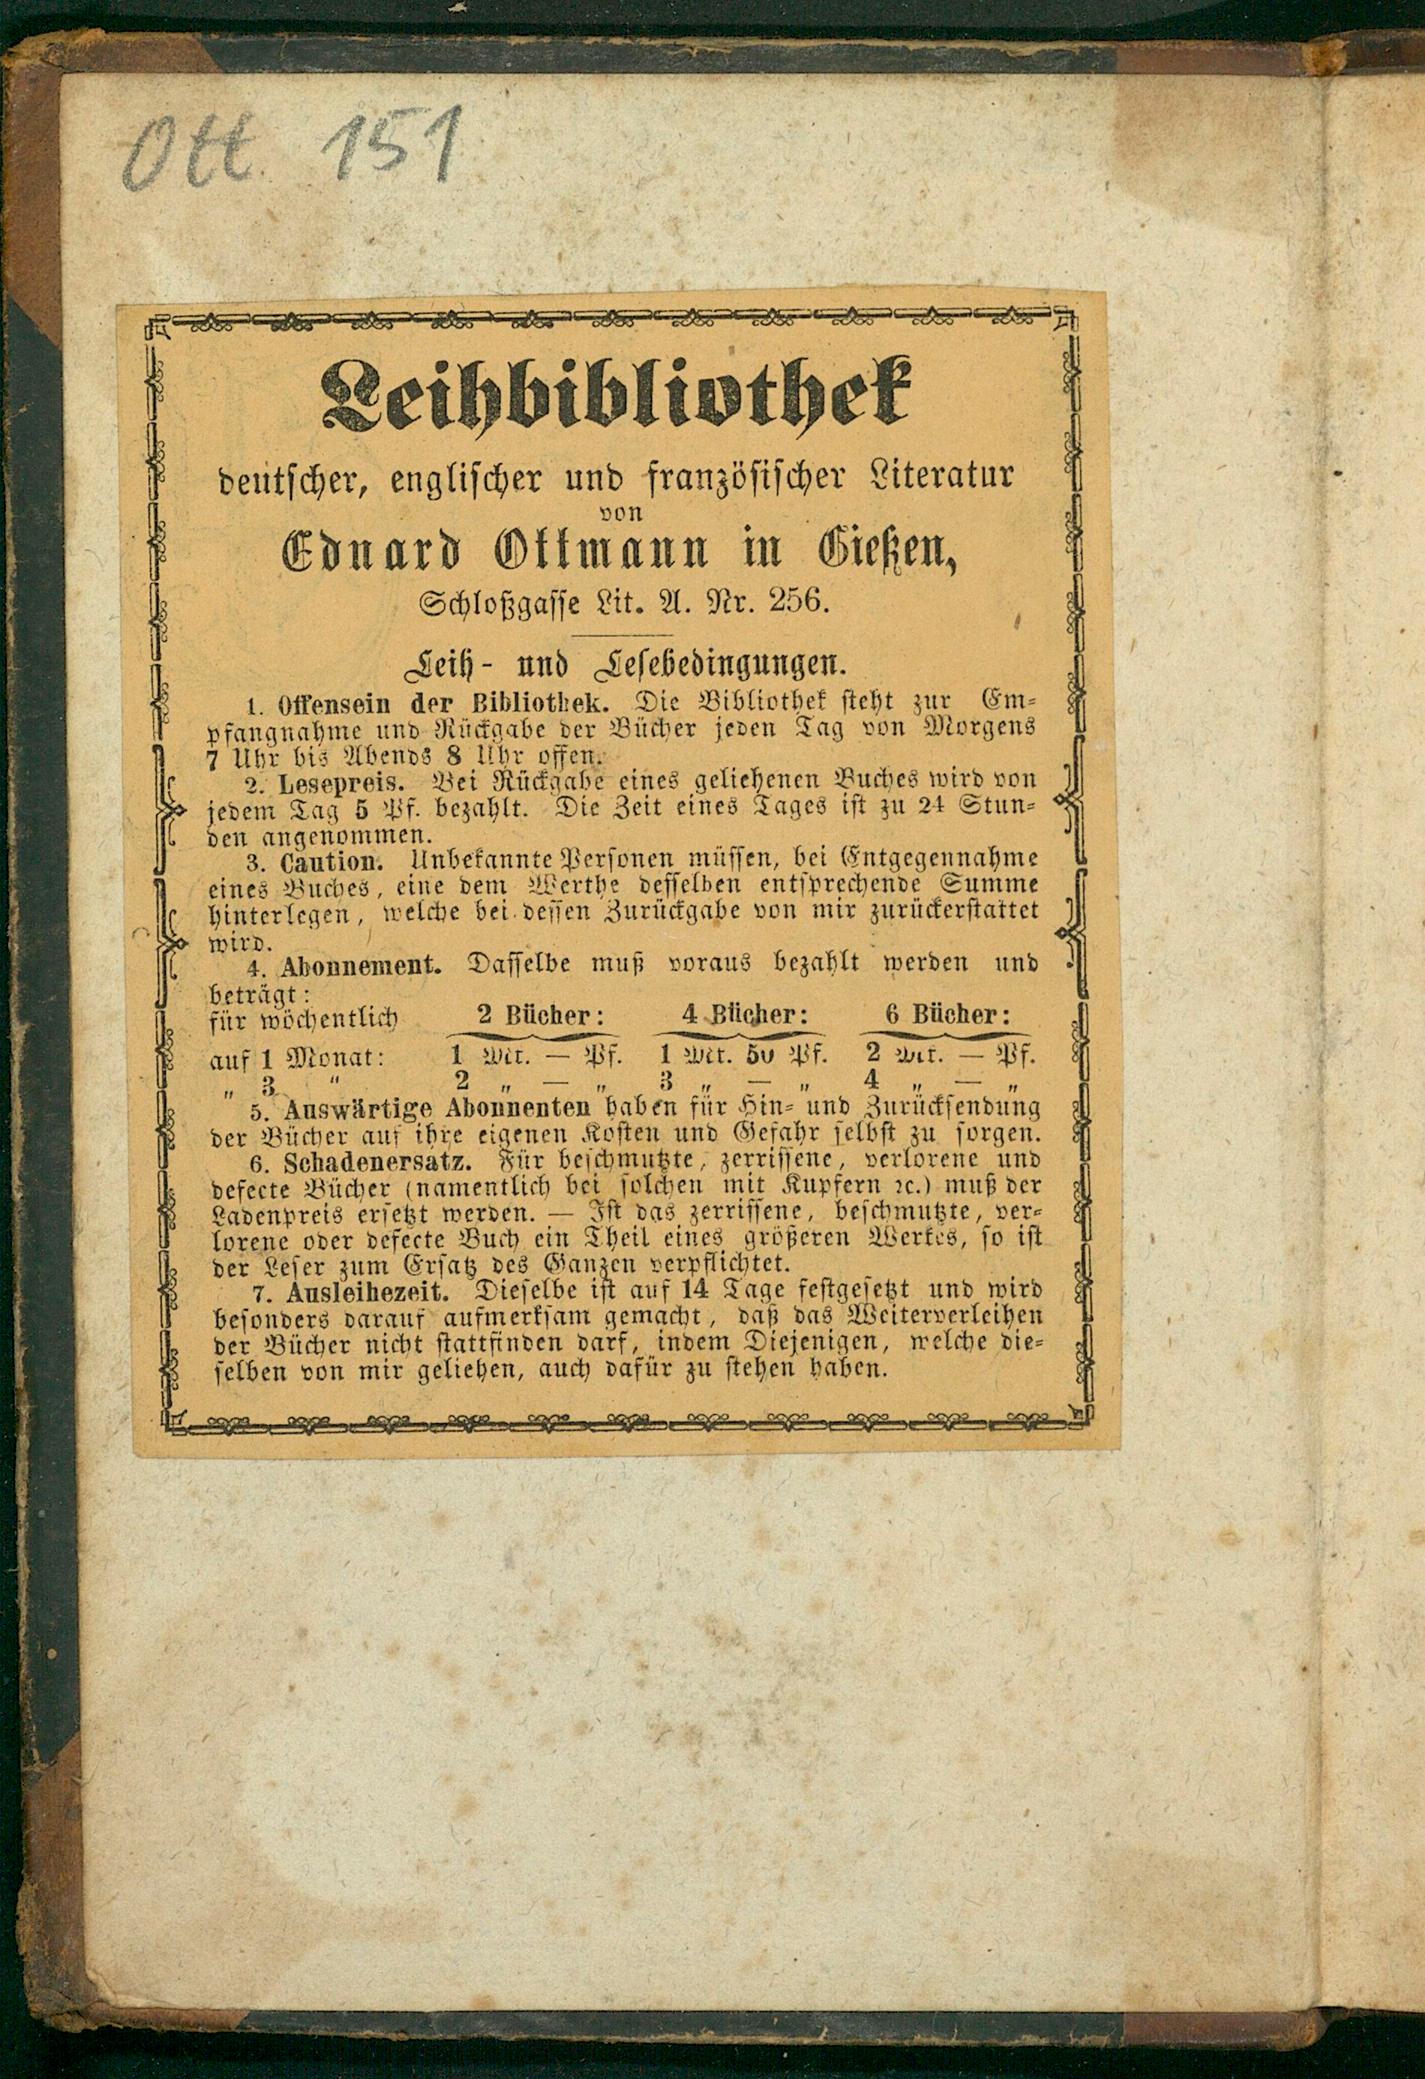 Ott. 151
Leihbibliothek
deutscher, englischer und französischer Literatur
von
Eduard Ottmann in Gießen,
Schloßgasse Lit. A. Nr. 256.
Leih- und Lesebedingungen.
1. Offensein der Bibliothek. Die Bibliothek steht zur Em-
pfangnahme und Rückgabe der Bücher jeden Tag von Morgens
7 Uhr bis Abends 8 Uhr offen.
2. Lesepreis. Bei Rückgabe eines geliehenen Buches wird von
jedem Tag 5 Pf. bezahlt. Die Zeit eines Tages ist zu 24 Stun-
den angenommen.
3. Caution. Unbekannte Personen müssen, bei Entgegennahme
eines Buches, eine dem Werthe desselben entsprechende Summe
hinterlegen, welche bei dessen Zurückgabe von mir zurückerstattet
wird.
4. Abonnement. Dasselbe muß voraus bezahlt werden und
beträgt:
für wöchentlich 2 Bücher: 4 Bücher: 6 Bücher:
auf 1 Monat: 1 Mk. — Pf. 1 Mk. 50 Pf. 2 Mk. — Pf.
„ 3 „ 2 „ — „ 3 „ — „ 4 „ — „
5. Auswärtige Abonnenten haben für Hin- und Zurücksendung
der Bücher auf ihre eigenen Kosten und Gefahr selbst zu sorgen.
6. Schadenersatz. Für beschmutzte, zerrissene, verlorene und
defecte Bücher (namentlich bei solchen mit Kupfern ꝛc.) muß der
Ladenpreis ersetzt werden. — Ist das zerrissene, beschmutzte, ver-
lorene oder defecte Buch ein Theil eines größeren Werkes, so ist
der Leser zum Ersatz des Ganzen verpflichtet.
7. Ausleihezeit. Dieselbe ist auf 14 Tage festgesetzt und wird
besonders darauf aufmerksam gemacht, daß das Weiterverleihen
der Bücher nicht stattfinden darf, indem Diejenigen, welche die-
selben von mir geliehen, auch dafür zu stehen haben.